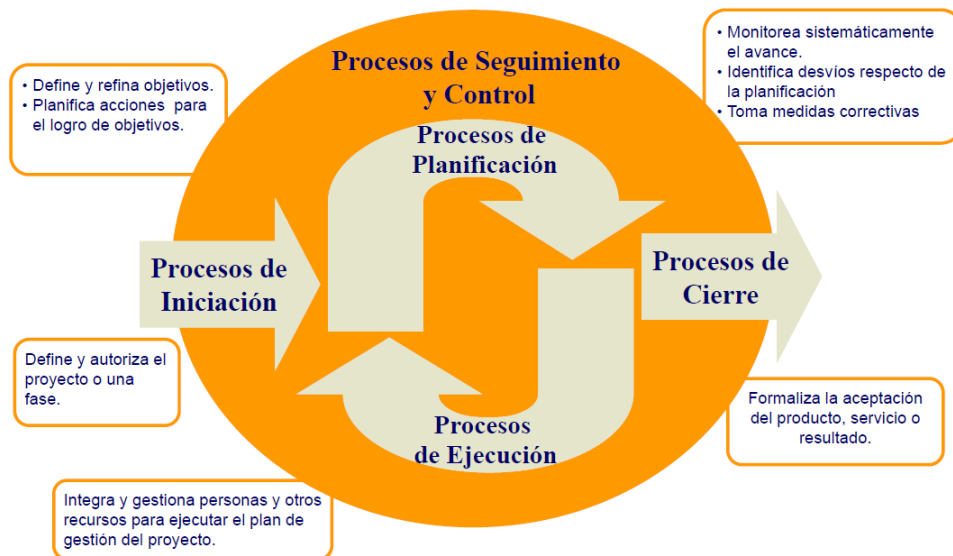 Procesos de Seguimiento
y Control
• Define y refina objetivos.
• Planifica acciones para
el logro de objetivos.
• Monitorea sistemáticamente
el avance.
• Identifica desvíos respecto de
la planificación
• Toma medidas correctivas
Procesos de
Planificación
Procesos de
Iniciación
Procesos de
Cierre
Define y autoriza el
proyecto o una
fase.
Procesos
de Ejecución
Formaliza la aceptación
del producto, servicio o
resultado.
Integra y gestiona personas y otros
recursos para ejecutar el plan de
gestión del proyecto.